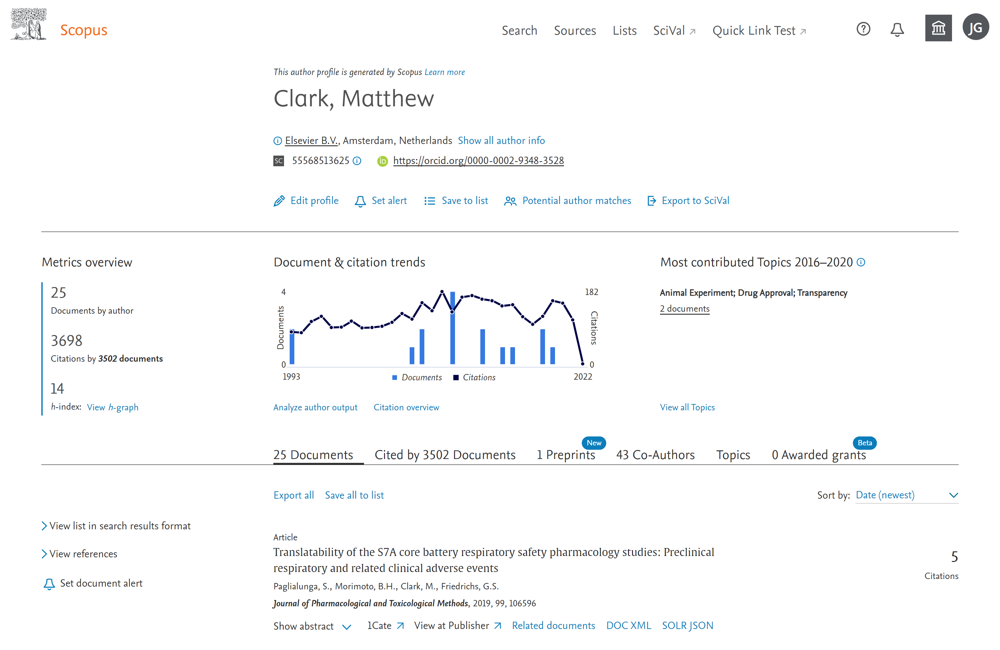 Scopus
Search Sources Lists SciVal Quick Link Test JG
This author profile is generated by Scopus Learn more
Clark, Matthew
Elsevier B.V., Amsterdam, Netherlands Show all author info
SC 55568513625 iD https://orcid.org/0000-0002-9348-3528
Edit profile Set alert Save to list Potential author matches Export to SciVal
Metrics overview
25
Documents by author
3698
Citations by 3502 documents
14
h-index: View h-graph
Document & citation trends
4 182
Documents
Citations
0 0
1993 2022
Documents Citations
Analyze author output Citation overview
Most contributed Topics 2016–2020
Animal Experiment; Drug Approval; Transparency
2 documents
View all Topics
New Beta
25 Documents Cited by 3502 Documents 1 Preprints 43 Co-Authors Topics 0 Awarded grants
Export all Save all to list Sort by: Date (newest)
View list in search results format
View references
Set document alert
Article
Translatability of the S7A core battery respiratory safety pharmacology studies: Preclinical
respiratory and related clinical adverse events
Paglialunga, S., Morimoto, B.H., Clark, M., Friedrichs, G.S.
Journal of Pharmacological and Toxicological Methods, 2019, 99, 106596
Show abstract 1Cate View at Publisher Related documents DOC XML SOLR JSON
5
Citations